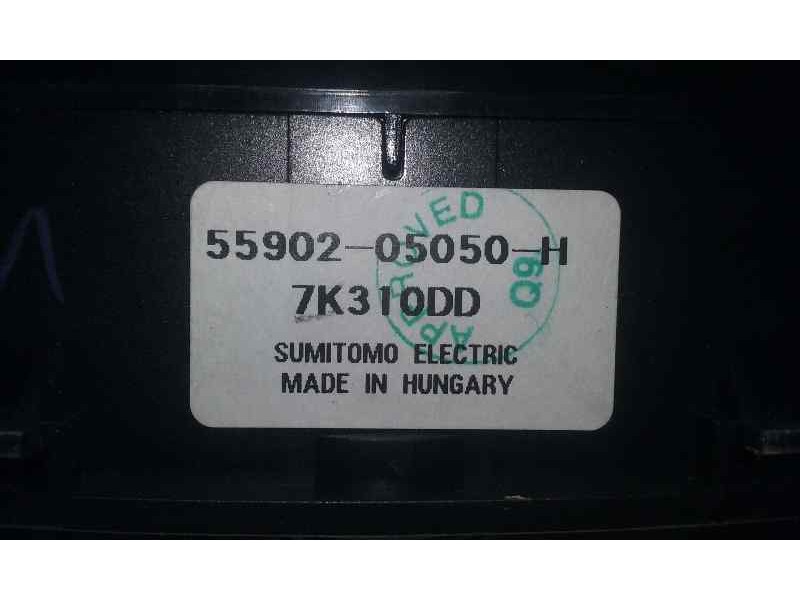 55902-05050-H
7K310DD
SUMITOMO ELECTRIC
MADE IN HUNGARY
APPROVED
Q9